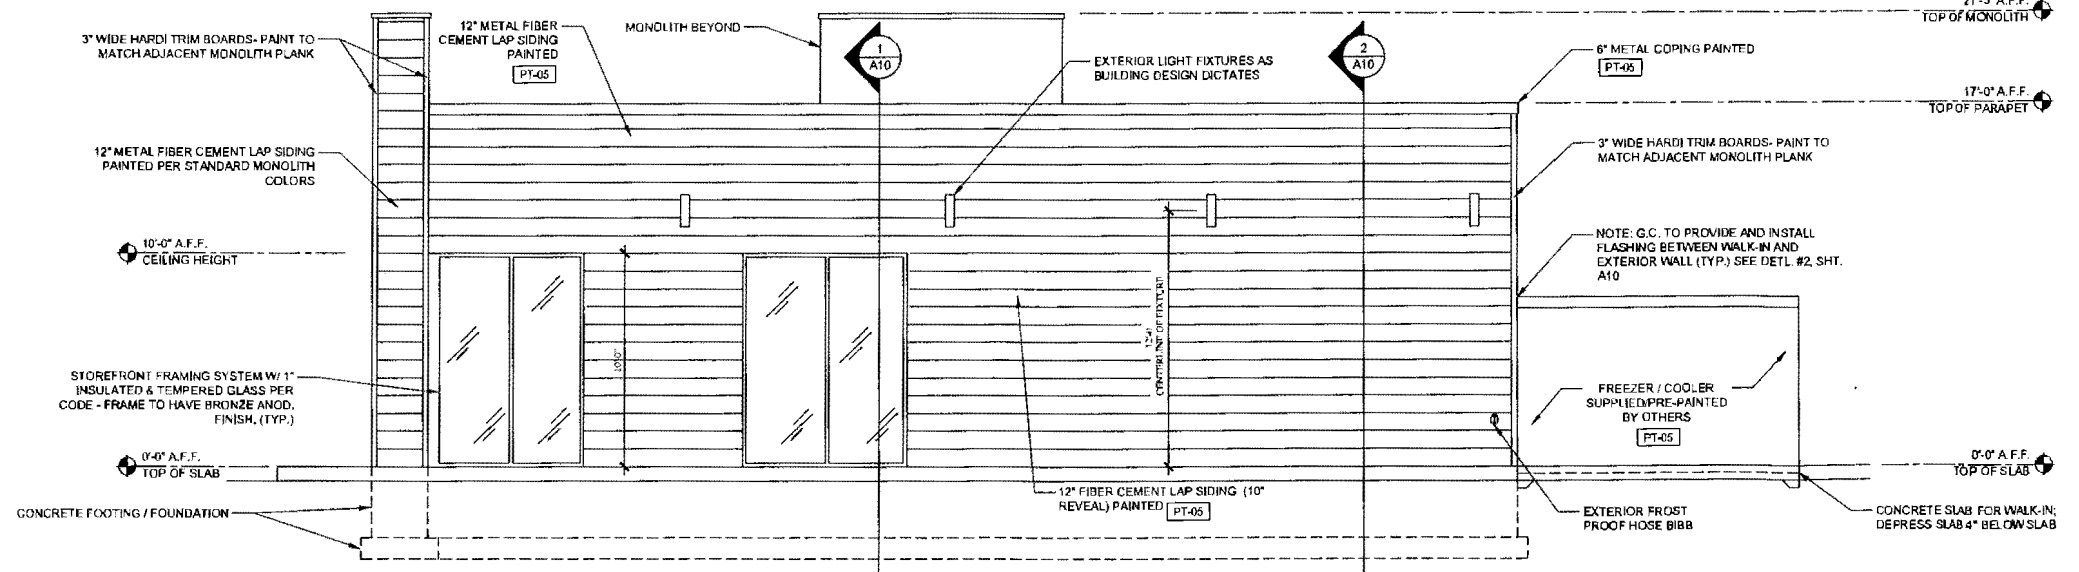 12" METAL FIBER
CEMENT LAP SIDING
PAINTED
PT-05
MONOLITH BEYOND
3" WIDE HARDI TRIM BOARDS- PAINT TO
MATCH ADJACENT MONOLITH PLANK
1
A10
2
A10
EXTERIOR LIGHT FIXTURES AS
BUILDING DESIGN DICTATES
TOP OF MONOLITH
6" METAL COPING PAINTED
PT-05
17'-0" A.F.F.
TOP OF PARAPET
12" METAL FIBER CEMENT LAP SIDING
PAINTED PER STANDARD MONOLITH
COLORS
3" WIDE HARDI TRIM BOARDS- PAINT TO
MATCH ADJACENT MONOLITH PLANK
10'-0" A.F.F.
CEILING HEIGHT
NOTE: G.C. TO PROVIDE AND INSTALL
FLASHING BETWEEN WALK-IN AND
EXTERIOR WALL (TYP.) SEE DETL. #2, SHT.
A10
CENTERLINE OF FIXTURE
STOREFRONT FRAMING SYSTEM W/ 1"
INSULATED & TEMPERED GLASS PER
CODE - FRAME TO HAVE BRONZE ANOD.
FINISH. (TYP.)
FREEZER / COOLER
SUPPLIED/PRE-PAINTED
BY OTHERS
PT-05
0'-0" A.F.F.
TOP OF SLAB
0'-0" A.F.F.
TOP OF SLAB
12" FIBER CEMENT LAP SIDING (10"
REVEAL) PAINTED PT-05
CONCRETE FOOTING / FOUNDATION
EXTERIOR FROST
PROOF HOSE BIBB
CONCRETE SLAB FOR WALK-IN;
DEPRESS SLAB 4" BELOW SLAB